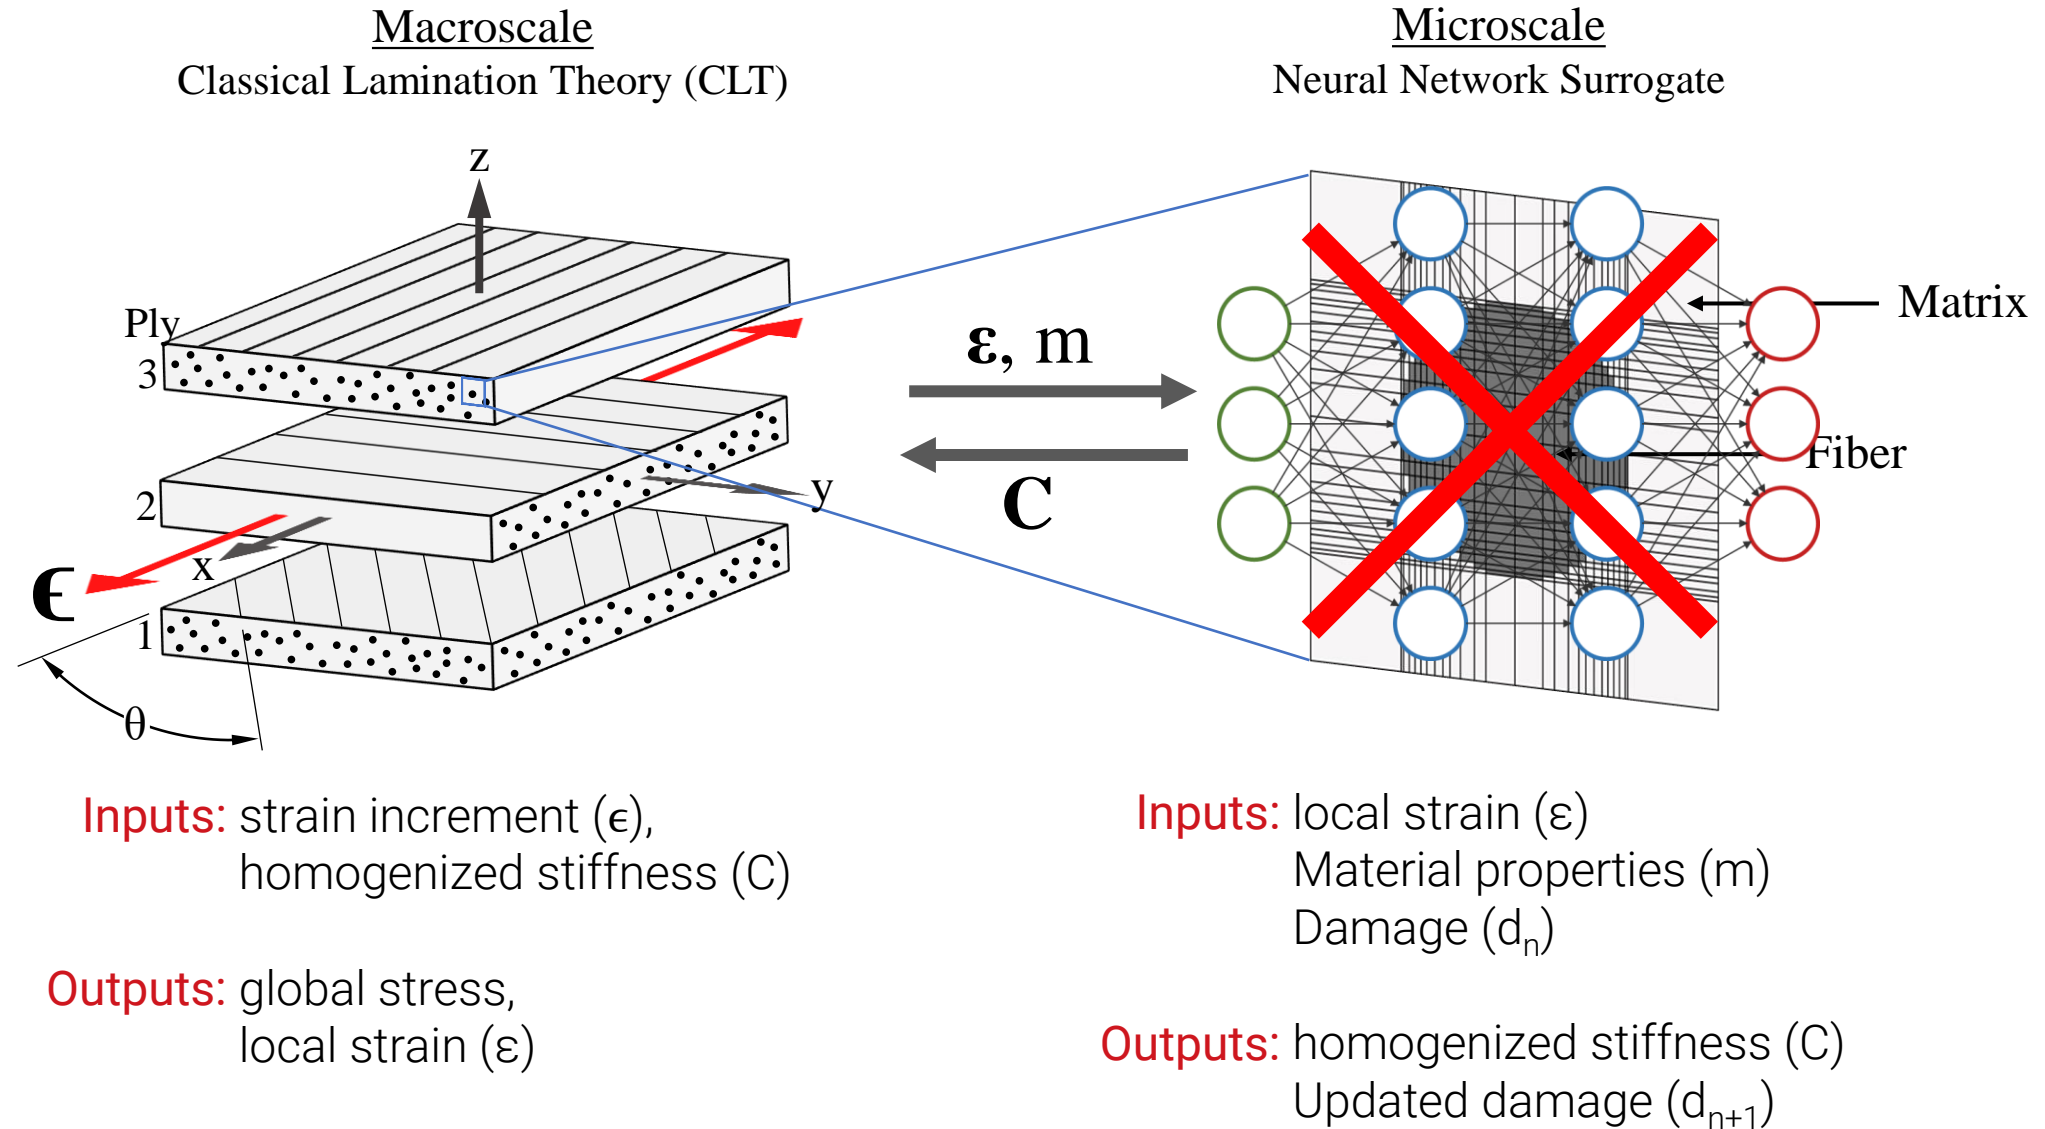 Macroscale
Classical Lamination Theory (CLT)
z
Ply
3
2
1
y
x
ϵ
θ
Inputs: strain increment (ϵ),
homogenized stiffness (C)
Outputs: global stress,
local strain (ε)
ε, m
C
Microscale
Neural Network Surrogate
Matrix
Fiber
Inputs: local strain (ε)
Material properties (m)
Damage (dₙ)
Outputs: homogenized stiffness (C)
Updated damage (dₙ₊₁)